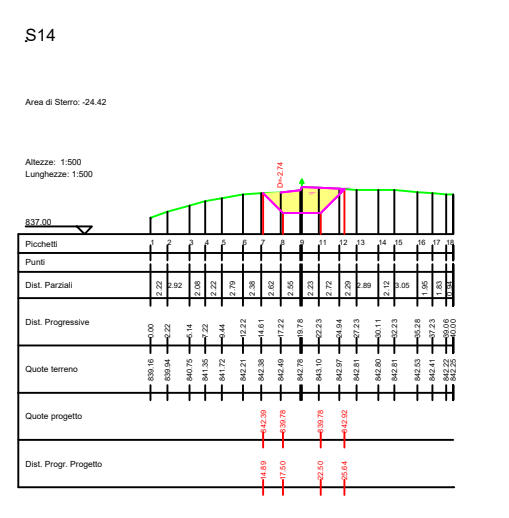 S14
Area di Sterro: -24.42
Altezze: 1:500
Lunghezze: 1:500
D=-2.74
837.00
Picchetti 1 2 3 4 5 6 7 8 9 11 12 13 14 15 16 17 18
Punti
Dist. Parziali 2.22 2.92 2.08 2.22 2.79 2.38 2.62 2.55 2.23 2.72 2.29 2.89 2.12 3.05 1.95 1.83 0.94
Dist. Progressive 0.00 2.22 5.14 7.22 9.44 12.22 14.61 17.22 19.78 22.23 24.94 27.23 30.11 32.23 35.28 37.23 39.06 40.00
Quote terreno 839.16 839.94 840.75 841.35 841.72 842.21 842.38 842.49 842.78 843.10 842.97 842.81 842.80 842.81 842.53 842.41 842.22 842.25
Quote progetto 842.39 839.78 839.78 842.92
Dist. Progr. Progetto 14.89 17.50 22.50 25.64